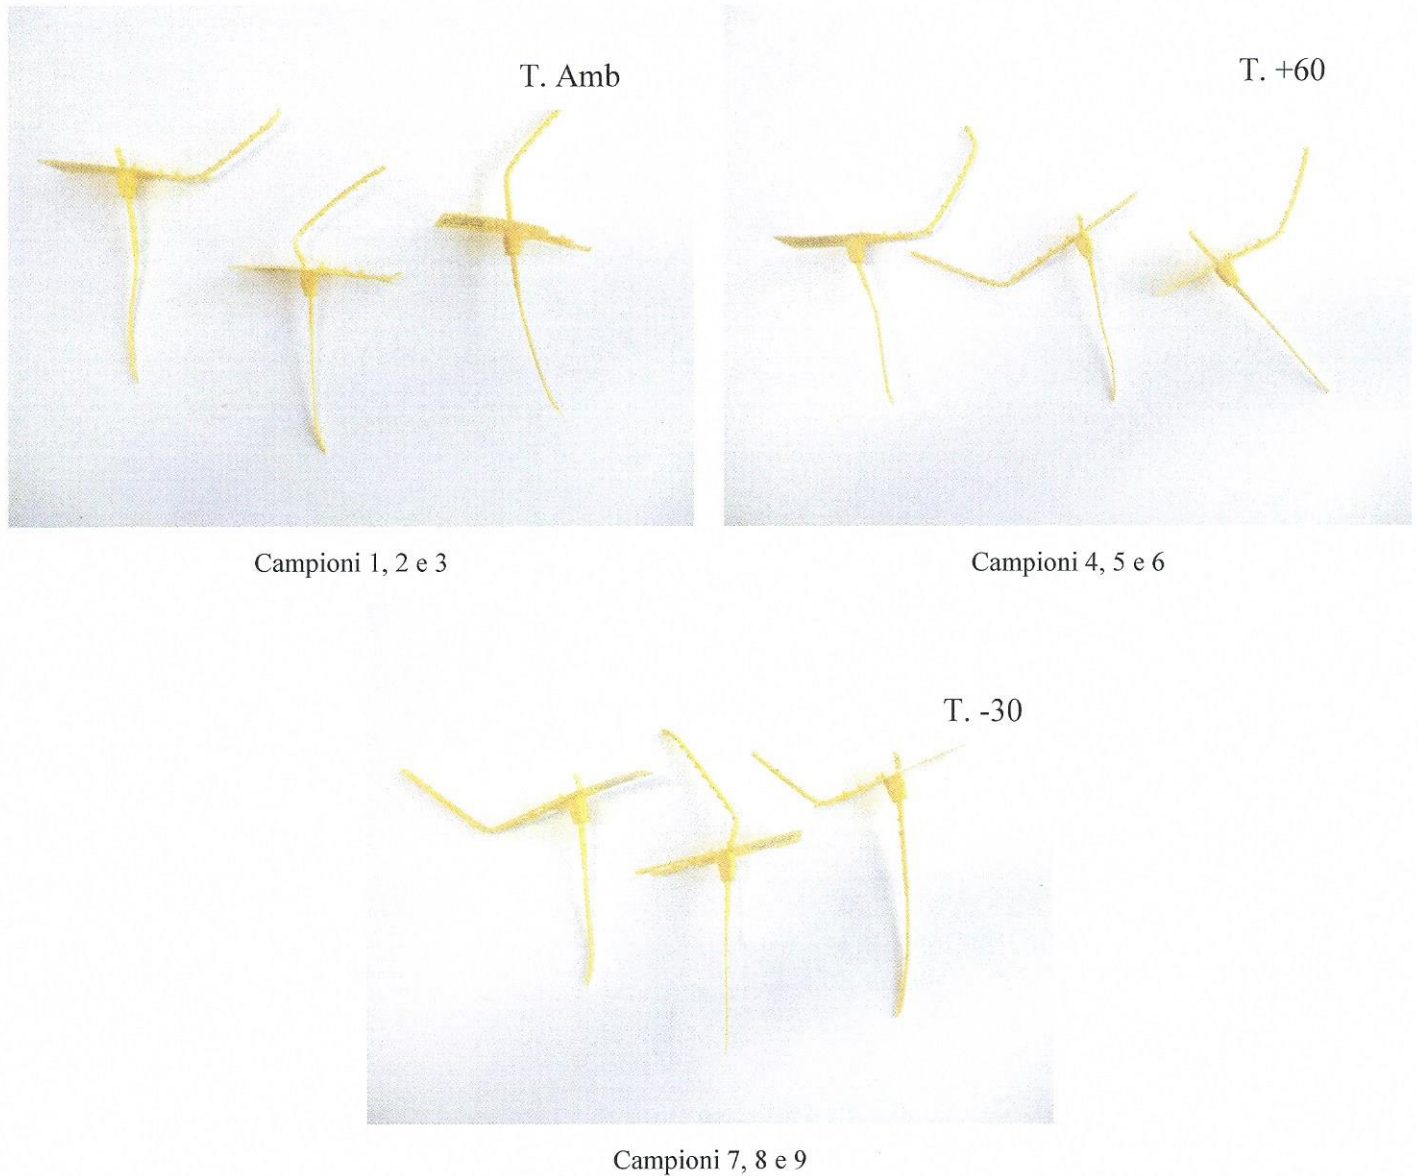 T. Amb
T. +60
Campioni 1, 2 e 3
Campioni 4, 5 e 6
T. -30
Campioni 7, 8 e 9